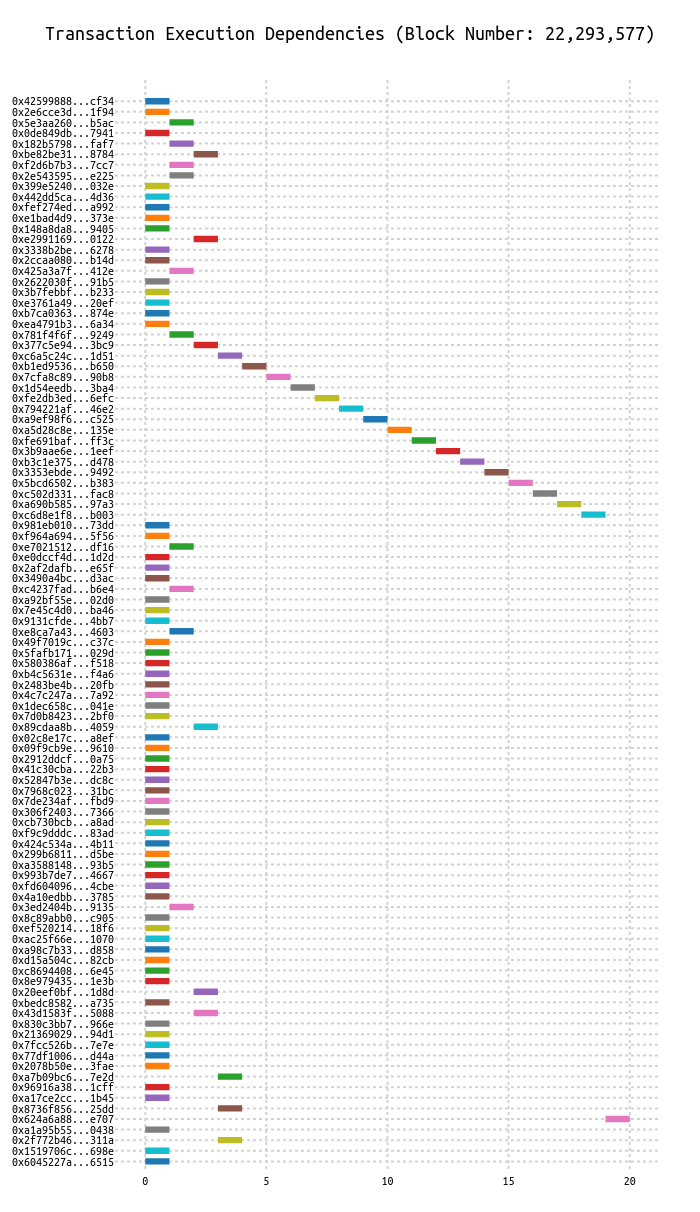 Transaction Execution Dependencies (Block Number: 22,293,577)
0x42599888...cf34
0x2e6cce3d...1f94
0x5e3aa260...b5ac
0x0de849db...7941
0x182b5798...faf7
0xbe82be31...8784
0xf2d6b7b3...7cc7
0x2e543595...e225
0x399e5240...032e
0x442dd5ca...4d36
0xfef274ed...a992
0xe1bad4d9...373e
0x148a8da8...9405
0xe2991169...0122
0x3338b2be...6278
0x2ccaa080...b14d
0x425a3a7f...412e
0x2622030f...91b5
0x3b7febbf...b233
0xe3761a49...20ef
0xb7ca0363...874e
0xea4791b3...6a34
0x781f4f6f...9249
0x377c5e94...3bc9
0xc6a5c24c...1d51
0xb1ed9536...b650
0x7cfa8c89...90b8
0x1d54eedb...3ba4
0xfe2db3ed...6efc
0x794221af...46e2
0xa9ef98f6...c525
0xa5d28c8e...135e
0xfe691baf...ff3c
0x3b9aae6e...1eef
0xb3c1e375...d478
0x3353ebde...9492
0x5bcd6502...b383
0xc502d331...fac8
0xa690b585...97a3
0xc6d8e1f8...b003
0x981eb010...73dd
0xf964a694...5f56
0xe7021512...df16
0xe0dccf4d...1d2d
0x2af2dafb...e65f
0x3490a4bc...d3ac
0xc4237fad...b6e4
0xa92bf55e...02d0
0x7e45c4d0...ba46
0x9131cfde...4bb7
0xe8ca7a43...4603
0x49f7019c...c37c
0x5fafb171...029d
0x580386af...f518
0xb4c5631e...f4a6
0x2483be4b...20fb
0x4c7c247a...7a92
0x1dec658c...041e
0x7d0b8423...2bf0
0x89cdaa8b...4059
0x02c8e17c...a8ef
0x09f9cb9e...9610
0x2912ddcf...0a75
0x41c30cba...22b3
0x52847b3e...dc8c
0x7968c023...31bc
0x7de234af...fbd9
0x306f2403...7366
0xcb730bcb...a8ad
0xf9c9dddc...83ad
0x424c534a...4b11
0x299b6811...d5be
0xa3588148...93b5
0x993b7de7...4667
0xfd604096...4cbe
0x4a10edbb...3785
0x3ed2404b...9135
0x8c89abb0...c905
0xef520214...18f6
0xac25f66e...1070
0xa98c7b33...d858
0xd15a504c...82cb
0xc8694408...6e45
0x8e979435...1e3b
0x20eef0bf...1d8d
0xbedc8582...a735
0x43d1583f...5088
0x830c3bb7...966e
0x21369029...94d1
0x7fcc526b...7e7e
0x77df1006...d44a
0x2078b50e...3fae
0xa7b09bc6...7e2d
0x96916a38...1cff
0xa17ce2cc...1b45
0x8736f856...25dd
0x624a6a88...e707
0xa1a95b55...0438
0x2f772b46...311a
0x1519706c...698e
0x6045227a...6515
0 5 10 15 20